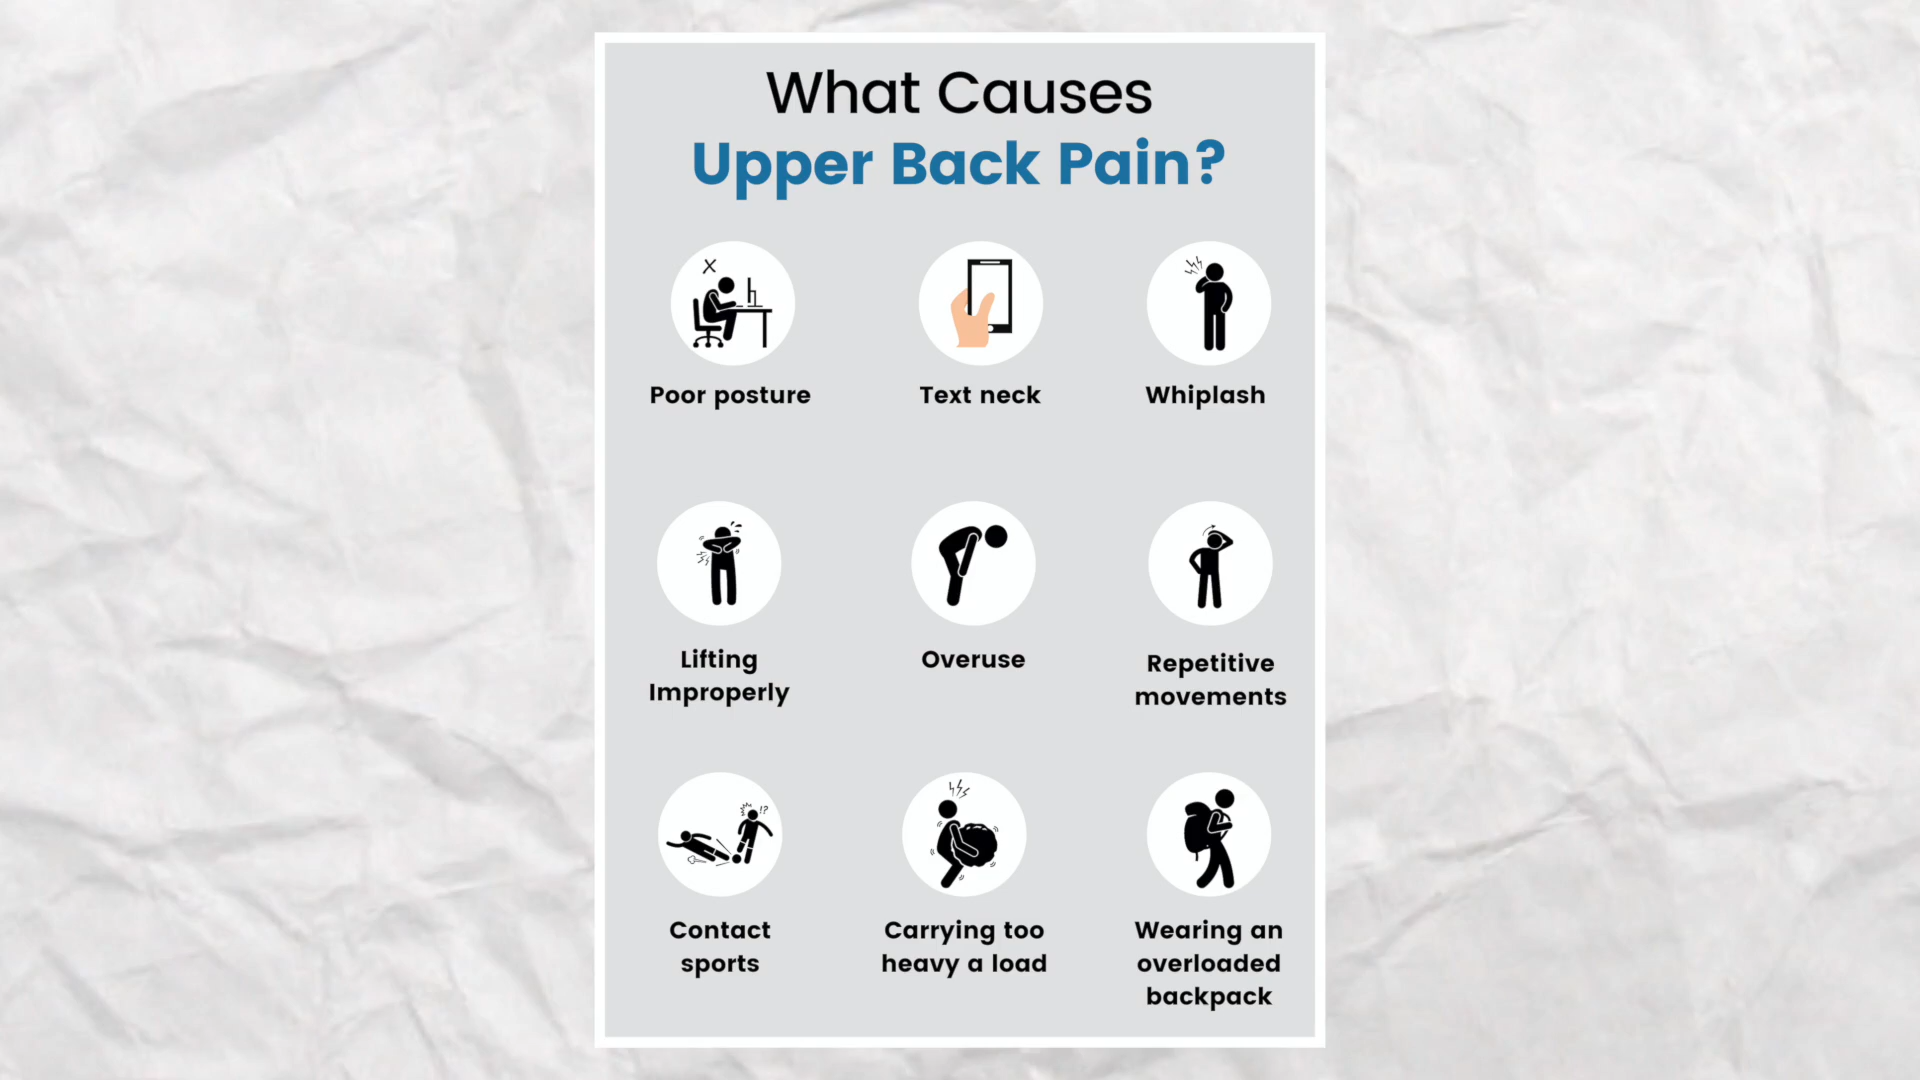 What Causes
Upper Back Pain?
X
Poor posture
Text neck
Whiplash
Lifting
Improperly
Overuse
Repetitive
movements
!?
Contact
sports
Carrying too
heavy a load
Wearing an
overloaded
backpack